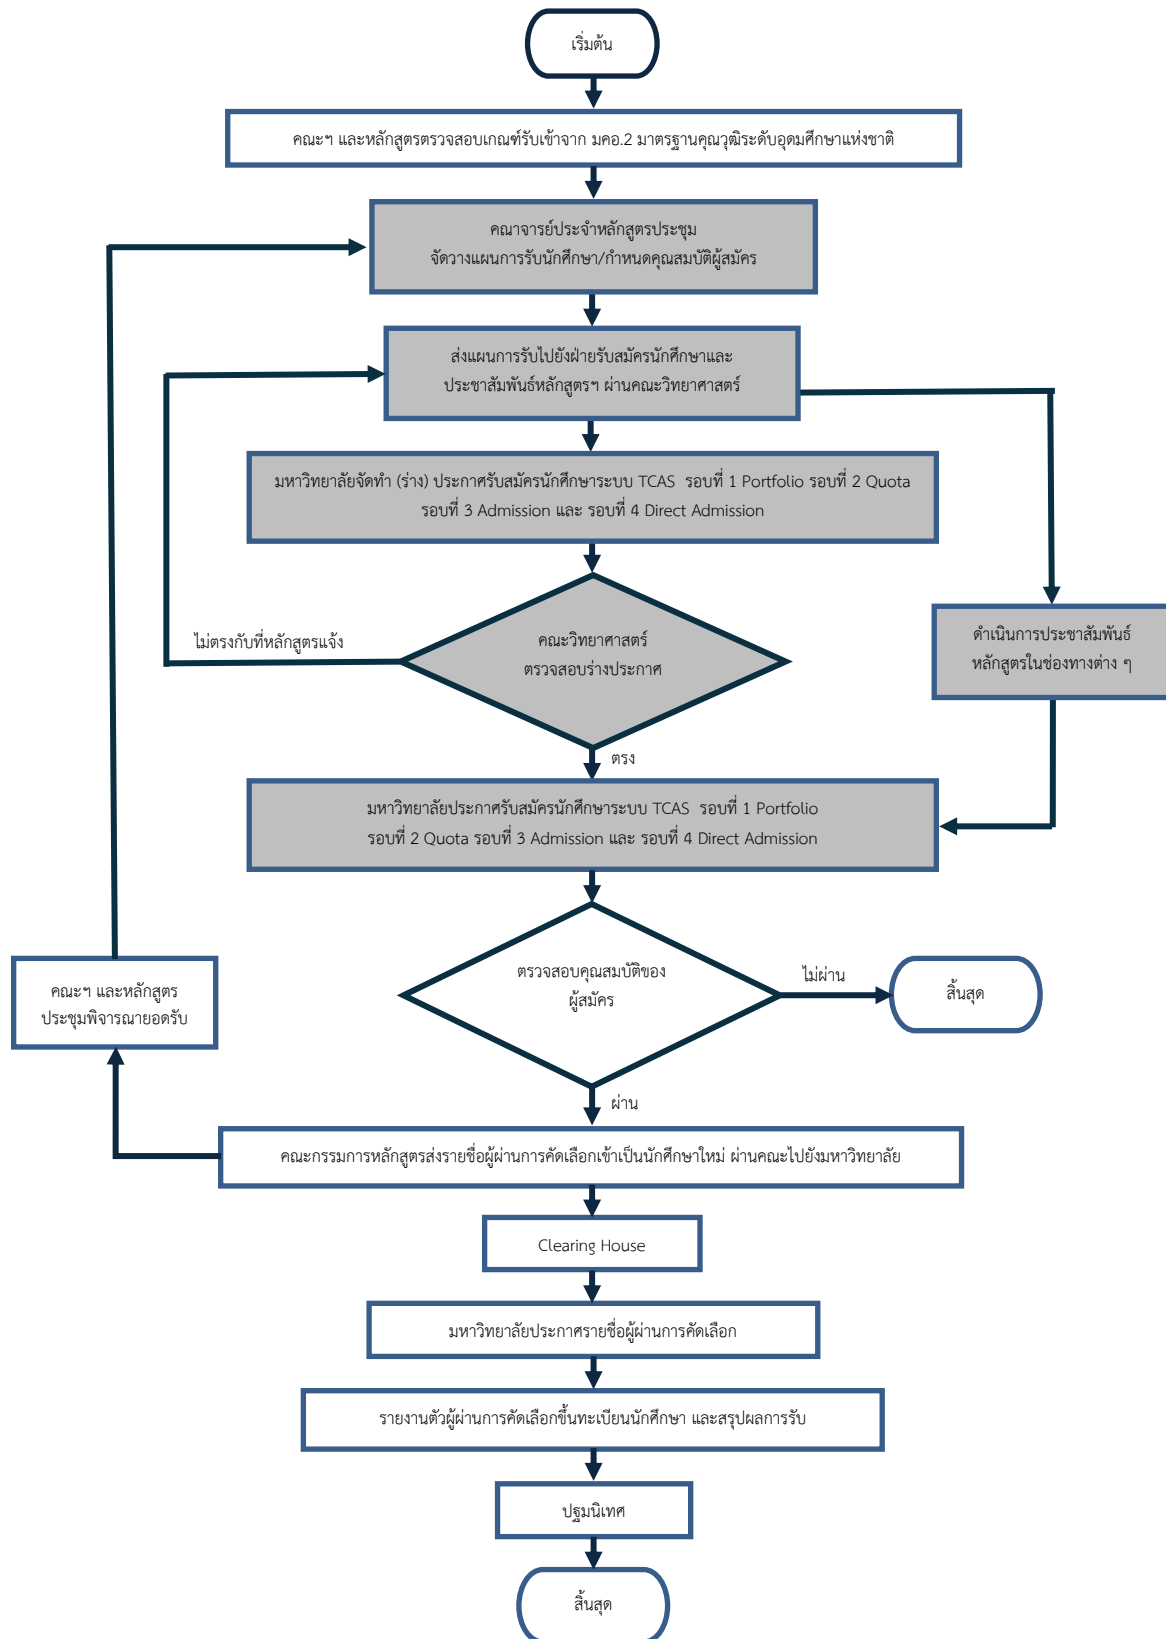 เริ่มต้น
คณะฯ และหลักสูตรตรวจสอบเกณฑ์รับเข้าจาก มคอ.2 มาตรฐานคุณวุฒิระดับอุดมศึกษาแห่งชาติ
คณาจารย์ประจำหลักสูตรประชุม
จัดวางแผนการรับนักศึกษา/กำหนดคุณสมบัติผู้สมัคร
ส่งแผนการรับไปยังฝ่ายรับสมัครนักศึกษาและ
ประชาสัมพันธ์หลักสูตรฯ ผ่านคณะวิทยาศาสตร์
มหาวิทยาลัยจัดทำ (ร่าง) ประกาศรับสมัครนักศึกษาระบบ TCAS รอบที่ 1 Portfolio รอบที่ 2 Quota
รอบที่ 3 Admission และ รอบที่ 4 Direct Admission
ไม่ตรงกับที่หลักสูตรแจ้ง
คณะวิทยาศาสตร์
ตรวจสอบร่างประกาศ
ดำเนินการประชาสัมพันธ์
หลักสูตรในช่องทางต่าง ๆ
ตรง
มหาวิทยาลัยประกาศรับสมัครนักศึกษาระบบ TCAS รอบที่ 1 Portfolio
รอบที่ 2 Quota รอบที่ 3 Admission และ รอบที่ 4 Direct Admission
คณะฯ และหลักสูตร
ประชุมพิจารณายอดรับ
ตรวจสอบคุณสมบัติของ
ผู้สมัคร
ไม่ผ่าน
สิ้นสุด
ผ่าน
คณะกรรมการหลักสูตรส่งรายชื่อผู้ผ่านการคัดเลือกเข้าเป็นนักศึกษาใหม่ ผ่านคณะไปยังมหาวิทยาลัย
Clearing House
มหาวิทยาลัยประกาศรายชื่อผู้ผ่านการคัดเลือก
รายงานตัวผู้ผ่านการคัดเลือกขึ้นทะเบียนนักศึกษา และสรุปผลการรับ
ปฐมนิเทศ
สิ้นสุด